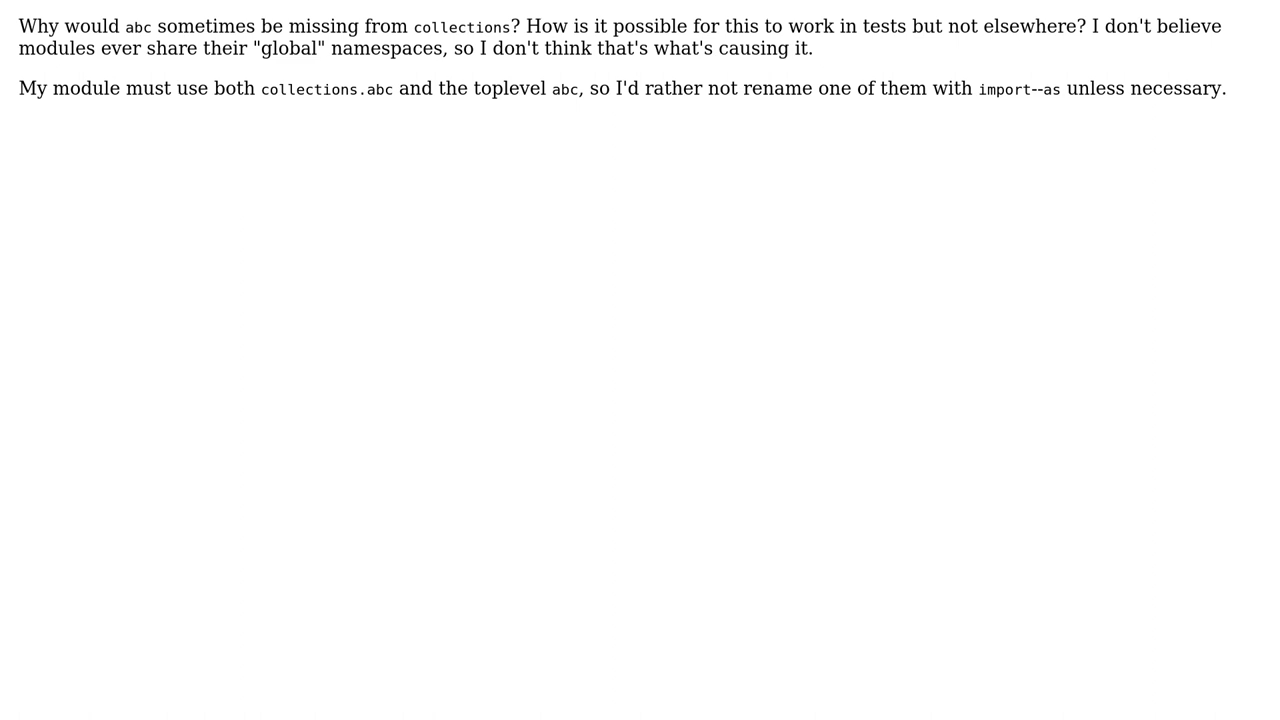 Why would abc sometimes be missing from collections? How is it possible for this to work in tests but not elsewhere? I don't believe
modules ever share their "global" namespaces, so I don't think that's what's causing it.
My module must use both collections.abc and the toplevel abc, so I'd rather not rename one of them with import--as unless necessary.